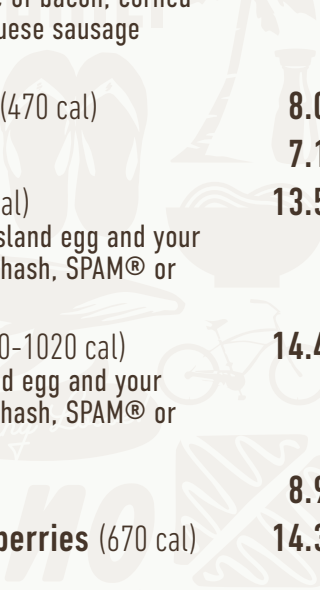 of bacon, corned
uese sausage
(470 cal) 8.0
7.1
al) 13.5
sland egg and your
hash, SPAM® or
0-1020 cal) 14.4
d egg and your
hash, SPAM® or
8.9
berries (670 cal) 14.3